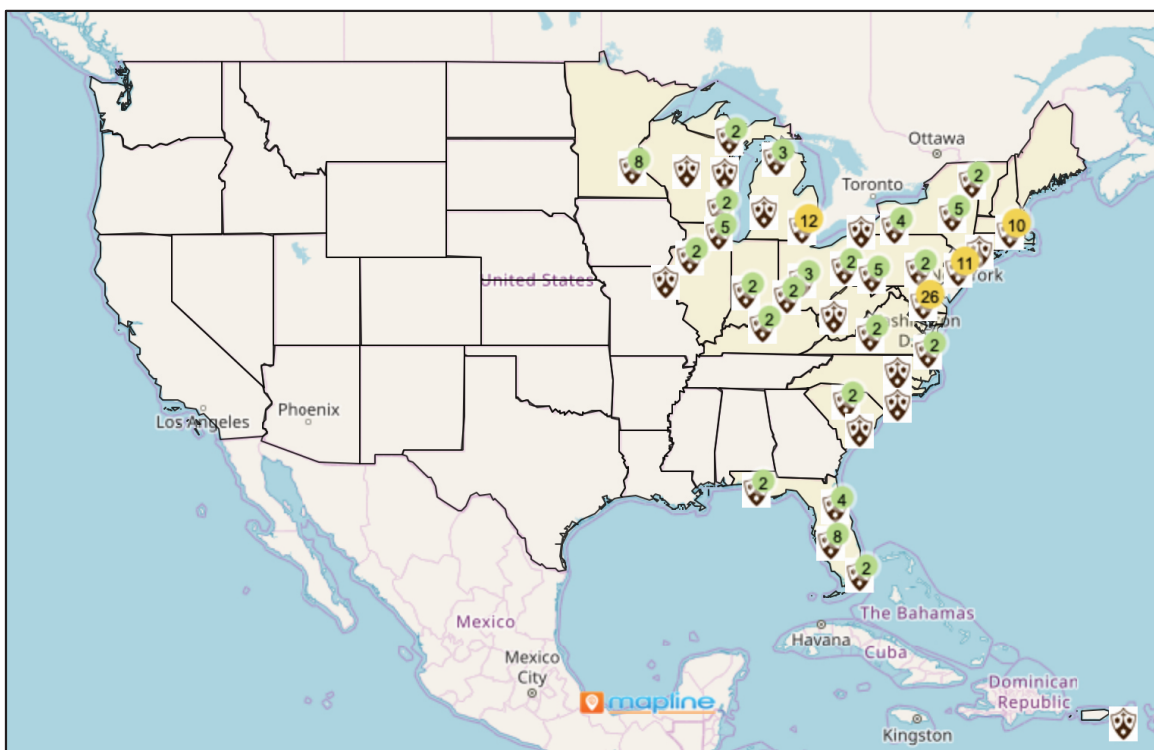 Ottawa
2
3
8
Toronto
2
2
5
4
12
10
5
2
2
5
2
11
York
3
United States
2
2
26
2
2
2
Los Angeles
Phoenix
2
2
4
8
2
The Bahamas
Mexico
Havana
Cuba
Mexico
City
Dominican
Republic
mapline
Kingston